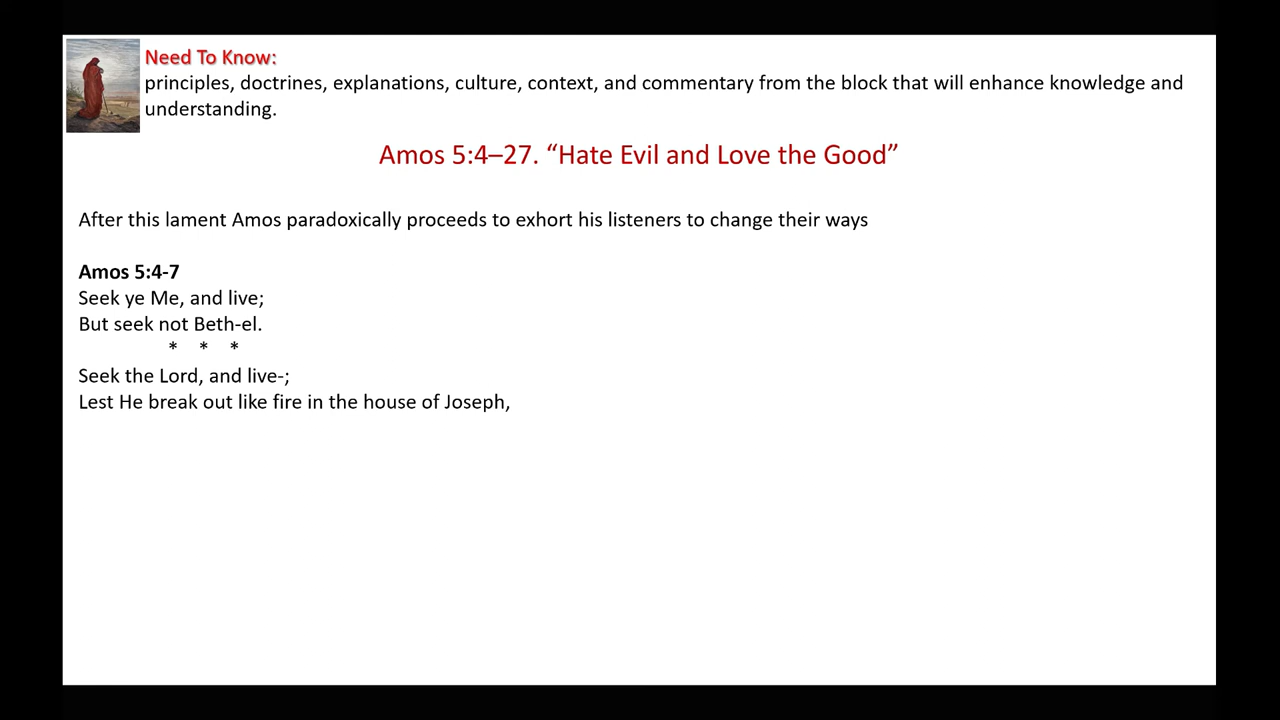 Need To Know:
principles, doctrines, explanations, culture, context, and commentary from the block that will enhance knowledge and
understanding.
Amos 5:4–27. “Hate Evil and Love the Good”
After this lament Amos paradoxically proceeds to exhort his listeners to change their ways
Amos 5:4-7
Seek ye Me, and live;
But seek not Beth-el.
* * *
Seek the Lord, and live-;
Lest He break out like fire in the house of Joseph,